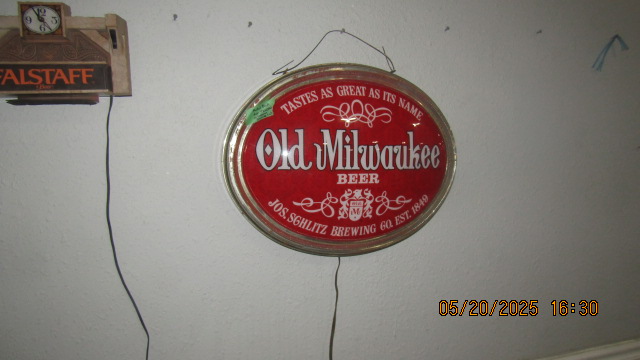 FALSTAFF
TASTES AS GREAT AS ITS NAME
Old Milwaukee
BEER
JOS. SCHLITZ BREWING CO. EST. 1849
05/20/2025 16:30